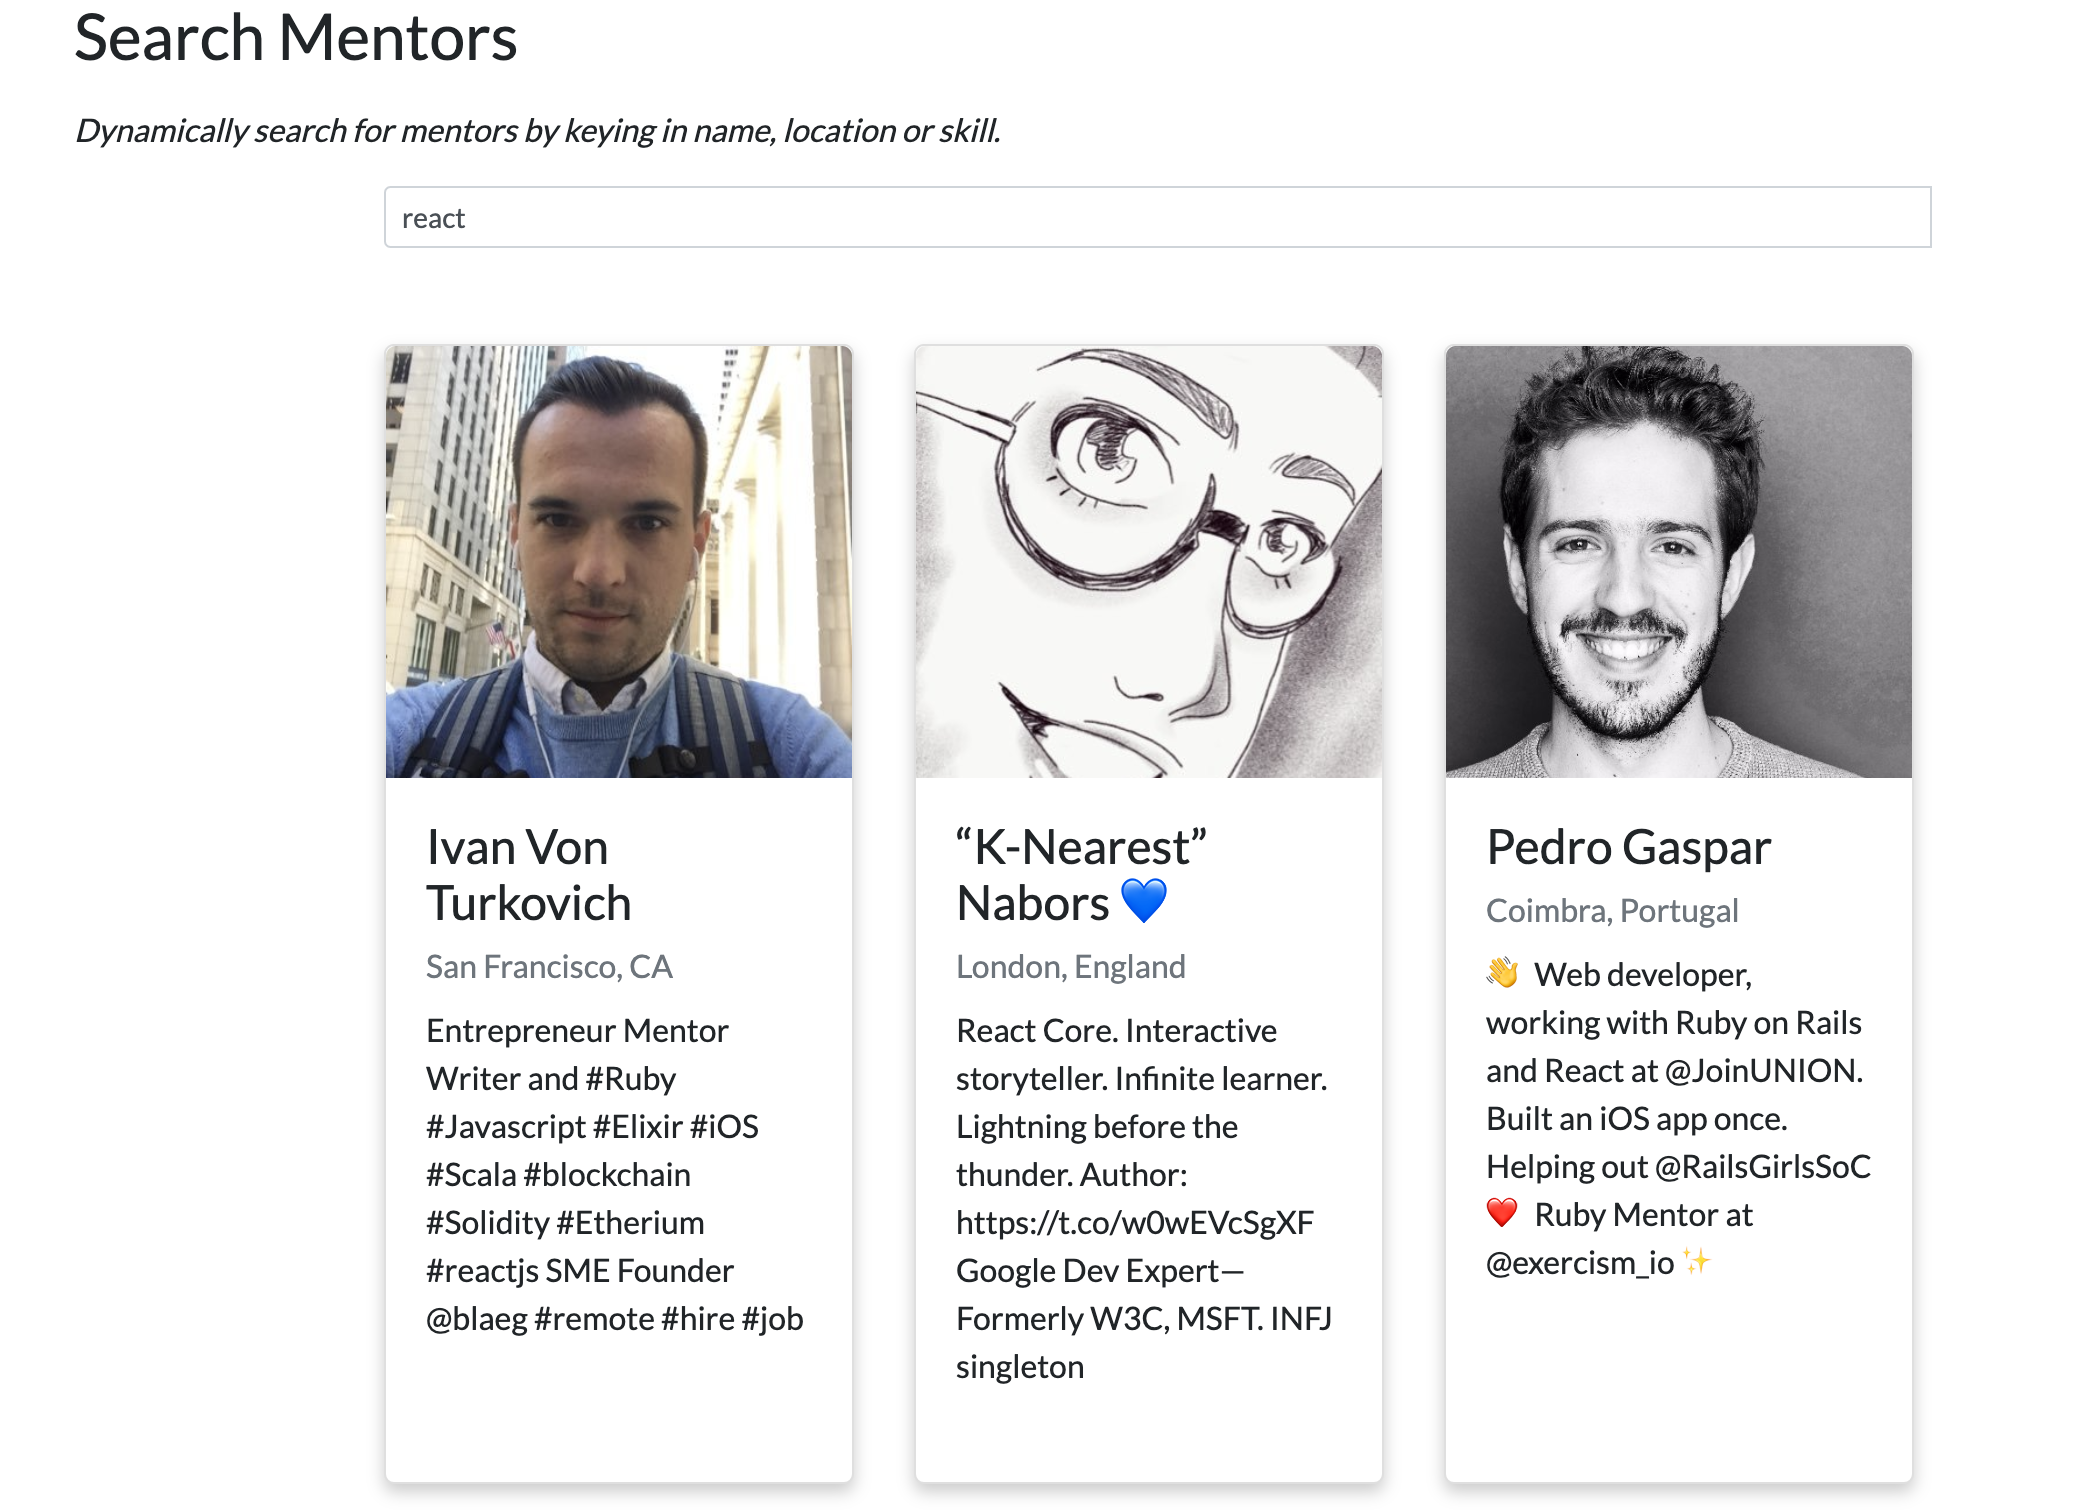 Search Mentors
Dynamically search for mentors by keying in name, location or skill.
react
Ivan Von
Turkovich
San Francisco, CA
Entrepreneur Mentor
Writer and #Ruby
#Javascript #Elixir #iOS
#Scala #blockchain
#Solidity #Etherium
#reactjs SME Founder
@blaeg #remote #hire #job
“K-Nearest”
Nabors 💙
London, England
React Core. Interactive
storyteller. Infinite learner.
Lightning before the
thunder. Author:
https://t.co/w0wEVcSgXF
Google Dev Expert—
Formerly W3C, MSFT. INFJ
singleton
Pedro Gaspar
Coimbra, Portugal
👋 Web developer,
working with Ruby on Rails
and React at @JoinUNION.
Built an iOS app once.
Helping out @RailsGirlsSoC
❤️ Ruby Mentor at
@exercism_io ✨